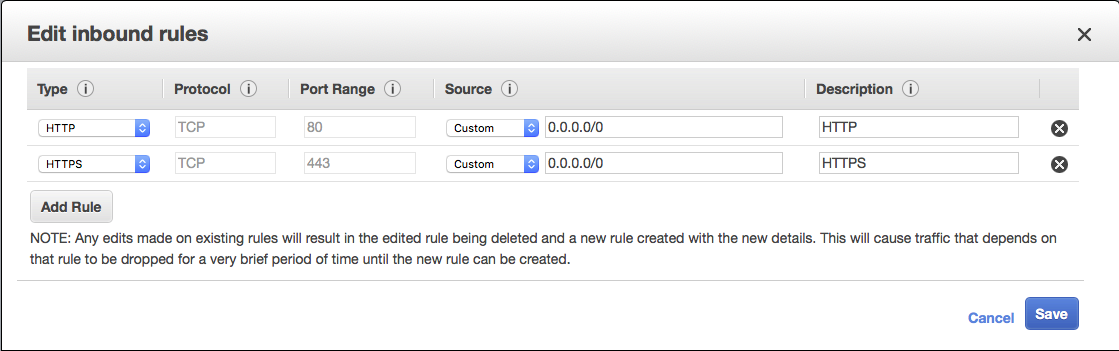 Edit inbound rules
Type Protocol Port Range Source Description
HTTP TCP 80 Custom 0.0.0.0/0 HTTP
HTTPS TCP 443 Custom 0.0.0.0/0 HTTPS
Add Rule
NOTE: Any edits made on existing rules will result in the edited rule being deleted and a new rule created with the new details. This will cause traffic that depends on
that rule to be dropped for a very brief period of time until the new rule can be created.
Cancel Save